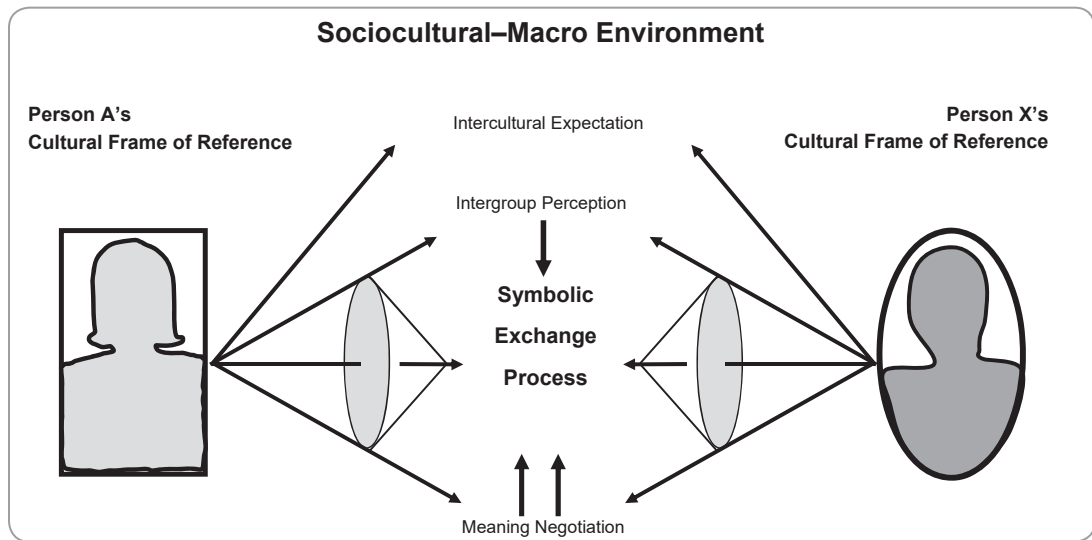 Sociocultural–Macro Environment
Person A’s
Cultural Frame of Reference
Intercultural Expectation
Person X’s
Cultural Frame of Reference
Intergroup Perception
Symbolic
Exchange
Process
Meaning Negotiation